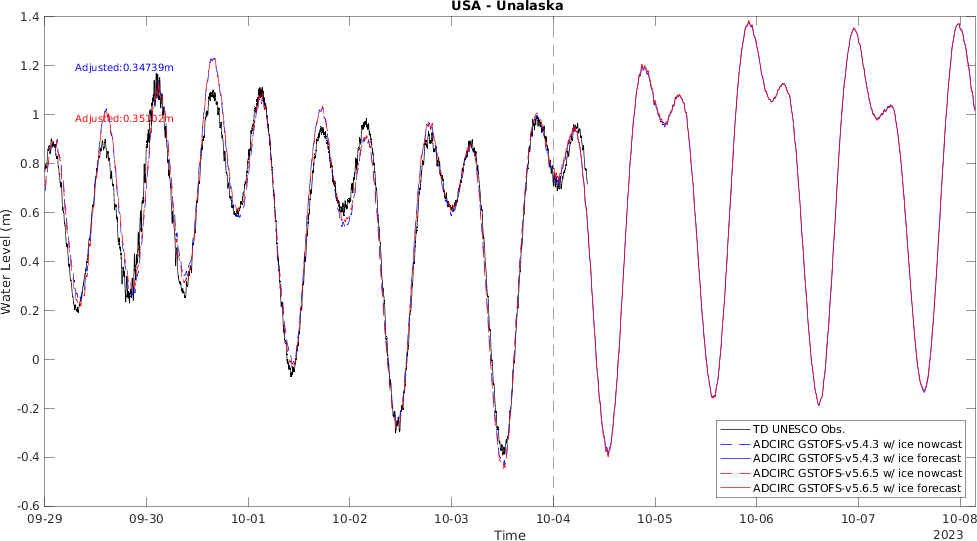 USA - Unalaska
1.4
1.2
1
0.8
0.6
0.4
0.2
0
-0.2
-0.4
-0.6
Water Level (m)
Adjusted:0.34739m
Adjusted:0.35102m
TD UNESCO Obs.
ADCIRC GSTOFS-v5.4.3 w/ ice nowcast
ADCIRC GSTOFS-v5.4.3 w/ ice forecast
ADCIRC GSTOFS-v5.6.5 w/ ice nowcast
ADCIRC GSTOFS-v5.6.5 w/ ice forecast
09-29 09-30 10-01 10-02 10-03 10-04 10-05 10-06 10-07 10-08
Time
2023